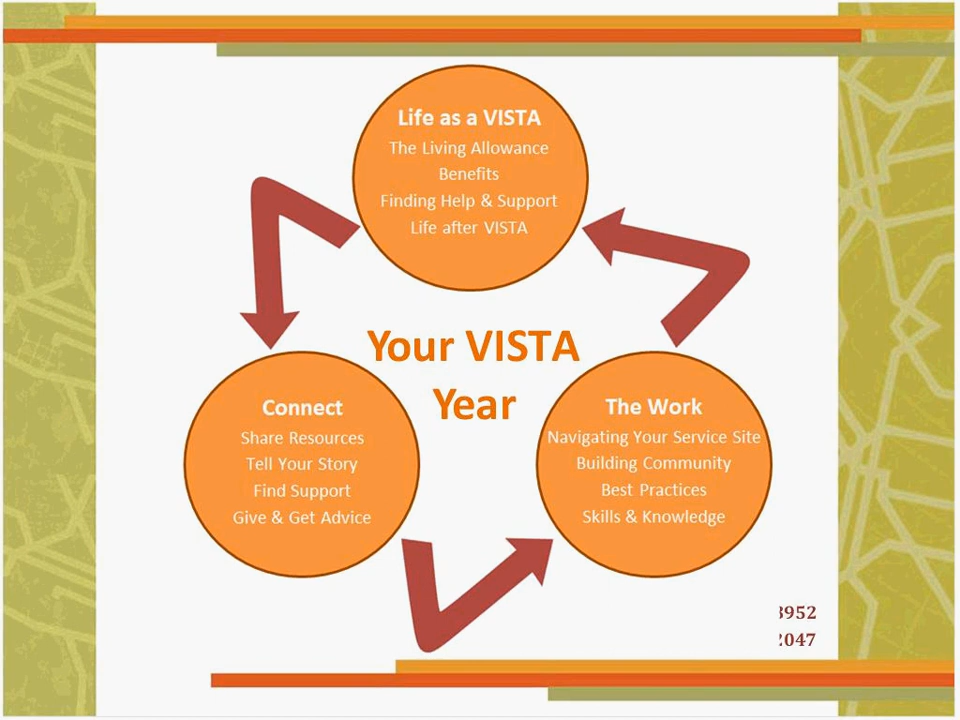 Life as a VISTA
The Living Allowance
Benefits
Finding Help & Support
Life after VISTA
Your VISTA
Year
Connect
Share Resources
Tell Your Story
Find Support
Give & Get Advice
The Work
Navigating Your Service Site
Building Community
Best Practices
Skills & Knowledge
952
047